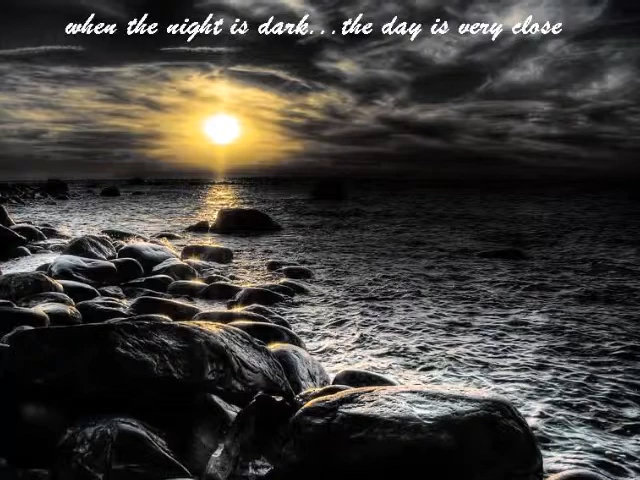 when the night is dark...the day is very close